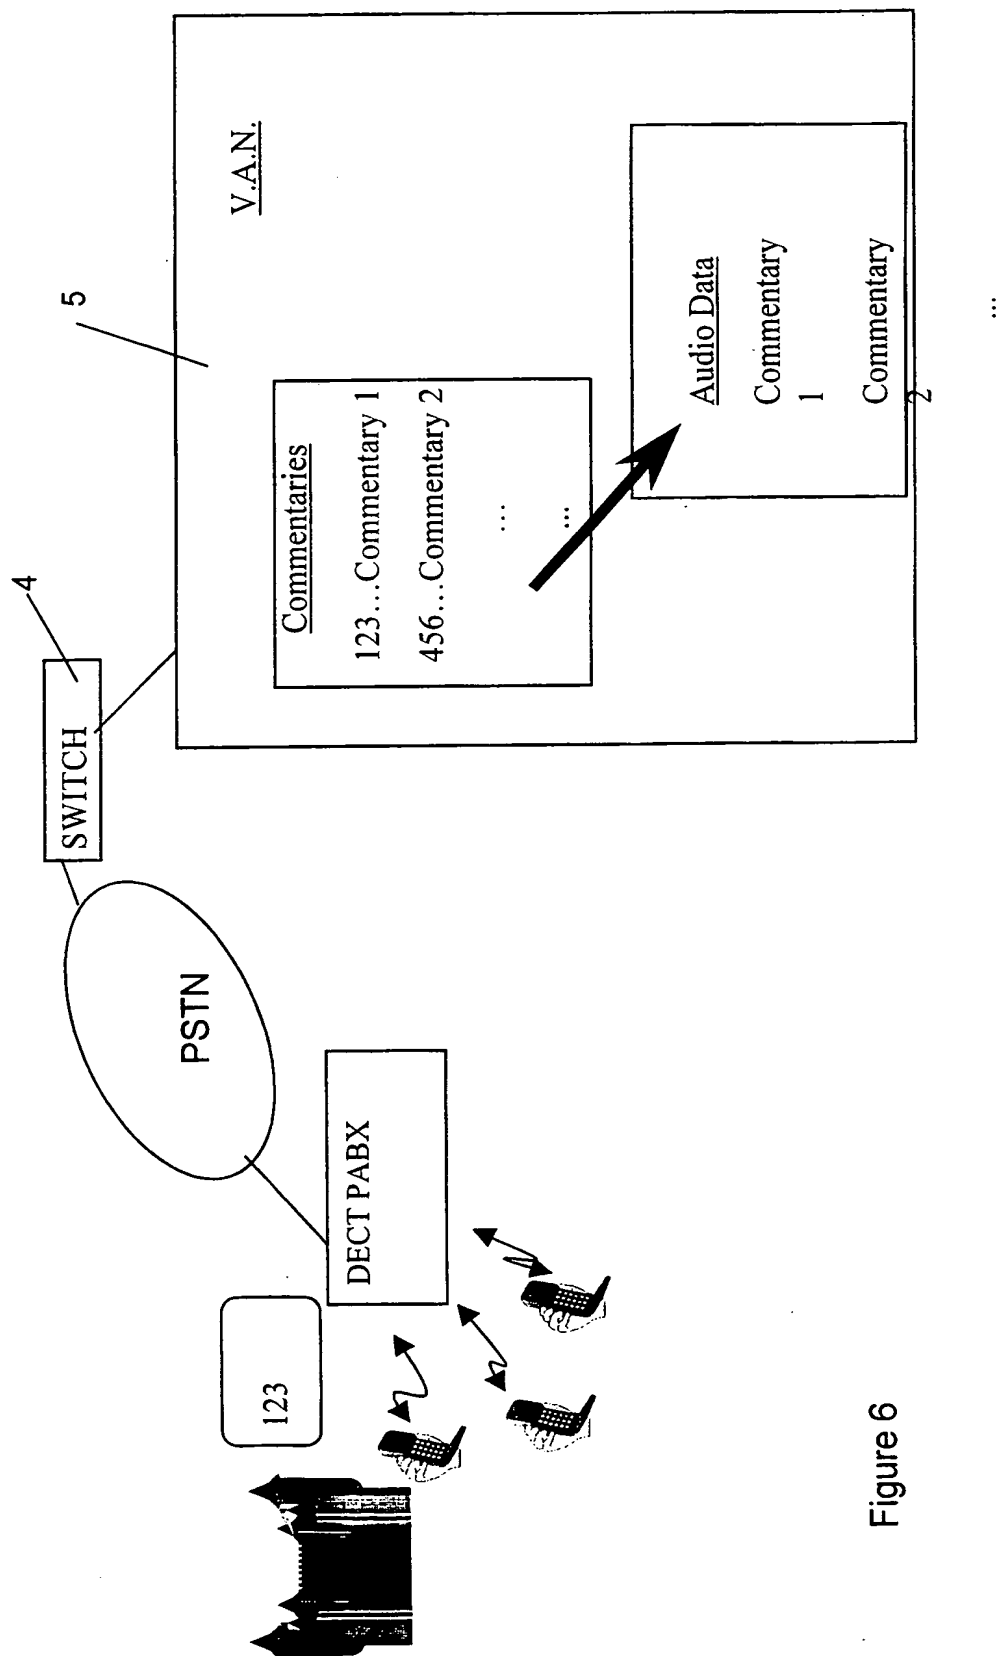 4
SWITCH
5
V.A.N.
PSTN
Commentaries
123...Commentary 1
456...Commentary 2
...
...
Audio Data
Commentary
1
Commentary
2
...
DECT PABX
123
Figure 6